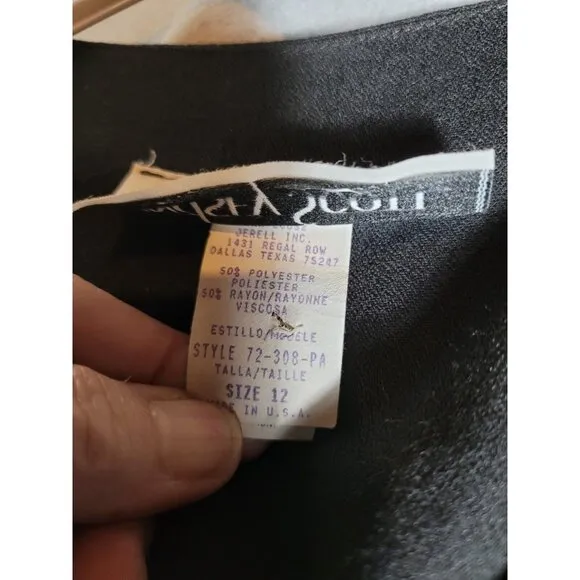 JERELL INC.
1431 REGAL ROW
DALLAS TEXAS 75247
50% POLYESTER
POLIESTER
50% RAYON/RAYONNE
VISCOSA
ESTILLO/MODELE
STYLE 72-308-PA
TALLA/TAILLE
SIZE 12
MADE IN U.S.A.